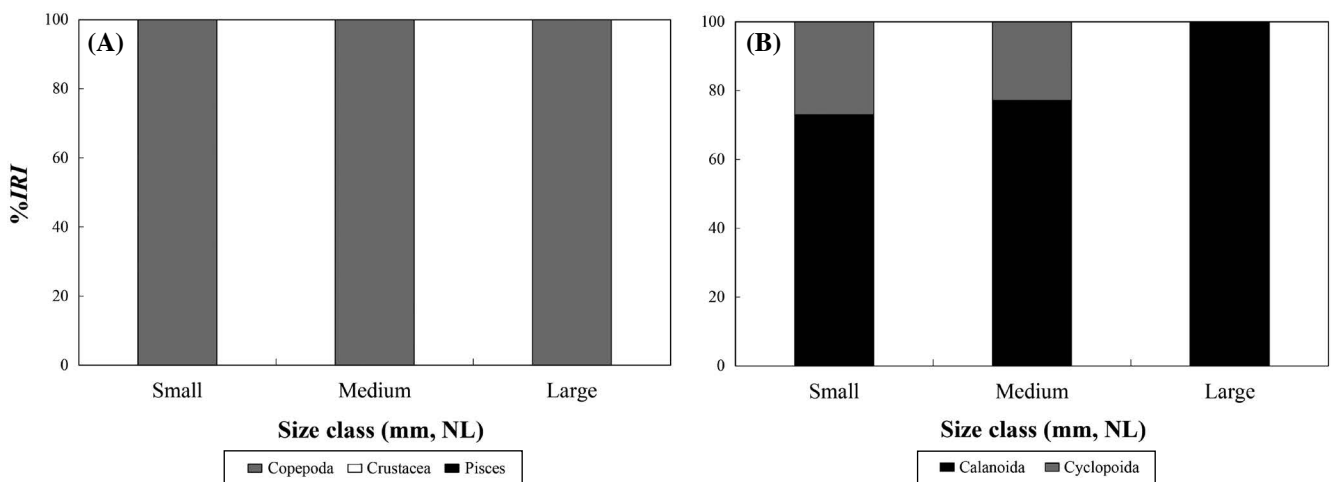 (A)
100
80
60
40
20
0
%IRI
Small Medium Large
Size class (mm, NL)
Copepoda Crustacea Pisces
(B)
100
80
60
40
20
0
Small Medium Large
Size class (mm, NL)
Calanoida Cyclopoida